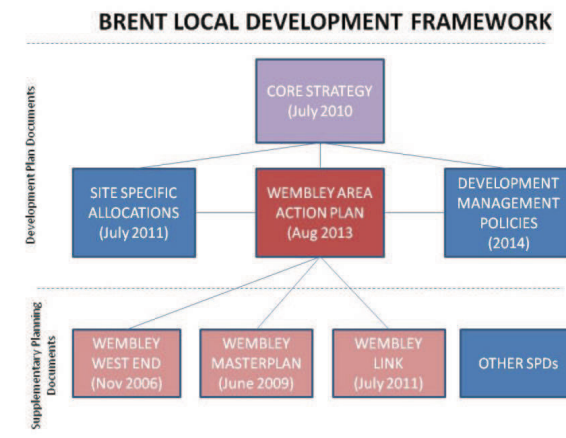 BRENT LOCAL DEVELOPMENT FRAMEWORK
Development Plan Documents
CORE STRATEGY
(July 2010
SITE SPECIFIC
ALLOCATIONS
(July 2011)
WEMBLEY AREA
ACTION PLAN
(Aug 2013
DEVELOPMENT
MANAGEMENT
POLICIES
(2014)
Supplementary Planning
Documents
WEMBLEY
WEST END
(Nov 2006)
WEMBLEY
MASTERPLAN
(June 2009)
WEMBLEY
LINK
(July 2011)
OTHER SPDs